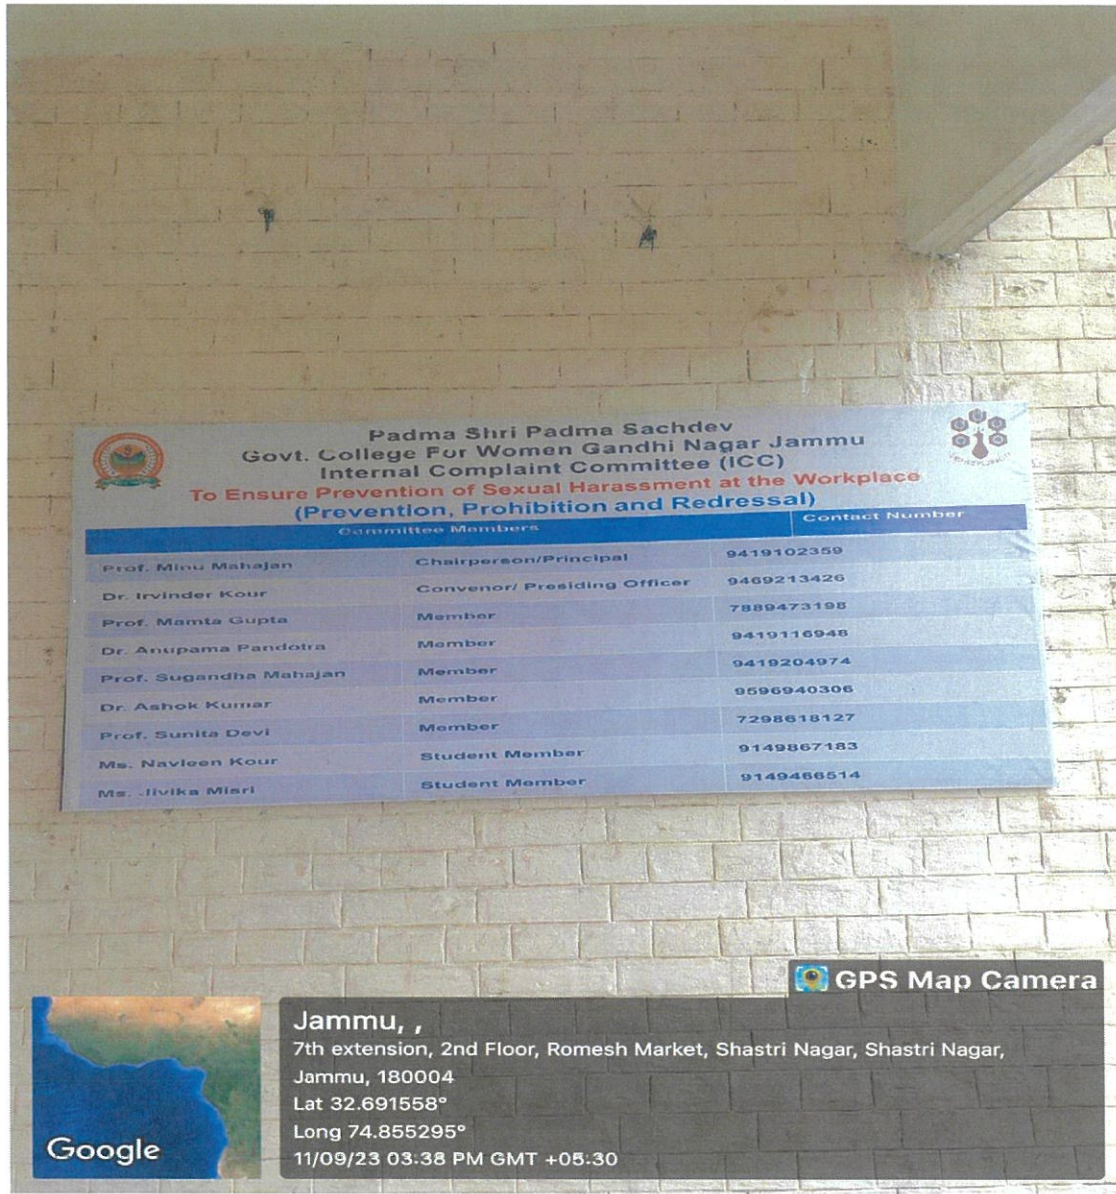 Padma Shri Padma Sachdev
Govt. College For Women Gandhi Nagar Jammu
Internal Complaint Committee (ICC)
To Ensure Prevention of Sexual Harassment at the Workplace
(Prevention, Prohibition and Redressal)
Committee Members Contact Number
Prof. Minu Mahajan Chairperson/Principal 9419102359
Dr. Irvinder Kour Convenor/ Presiding Officer 9469213426
Prof. Mamta Gupta Member 7889473198
Dr. Anupama Pandotra Member 9419116948
Prof. Sugandha Mahajan Member 9419204974
Dr. Ashok Kumar Member 9596940306
Prof. Sunita Devi Member 7298618127
Ms. Navleen Kour Student Member 9149867183
Ms. Jivika Misri Student Member 9149466514
GPS Map Camera
Jammu, ,
7th extension, 2nd Floor, Romesh Market, Shastri Nagar, Shastri Nagar,
Jammu, 180004
Lat 32.691558°
Long 74.855295°
11/09/23 03:38 PM GMT +05:30
Google